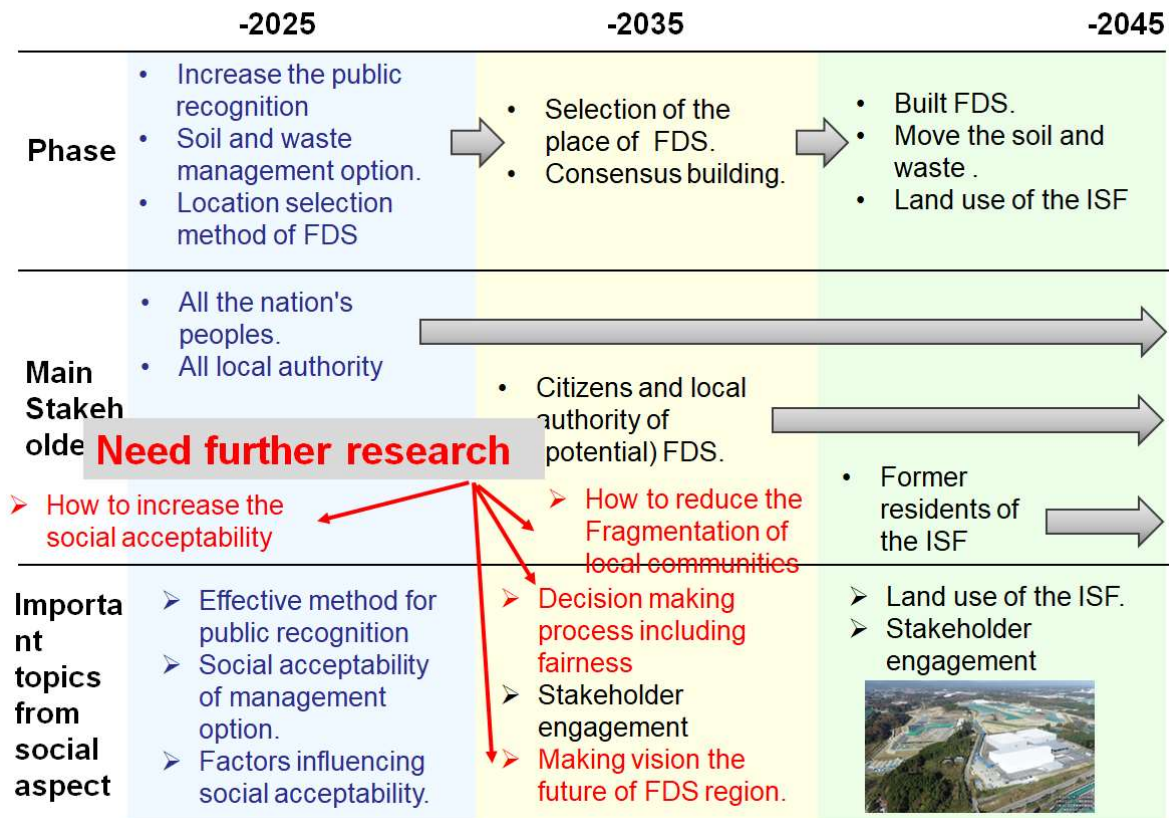 -2025
-2035
-2045
Phase
• Increase the public
recognition
• Soil and waste
management option.
• Location selection
method of FDS
• Selection of the
place of FDS.
• Consensus building.
• Built FDS.
• Move the soil and
waste .
• Land use of the ISF
Main
Stakeh
olde
• All the nation's
peoples.
• All local authority
• Citizens and local
authority of
potential) FDS.
• Former
residents of
the ISF
Need further research
➢ How to increase the
social acceptability
➢ How to reduce the
Fragmentation of
local communities
Importa
nt
topics
from
social
aspect
➢ Effective method for
public recognition
➢ Social acceptability
of management
option.
➢ Factors influencing
social acceptability.
➢ Decision making
process including
fairness
➢ Stakeholder
engagement
➢ Making vision the
future of FDS region.
➢ Land use of the ISF.
➢ Stakeholder
engagement